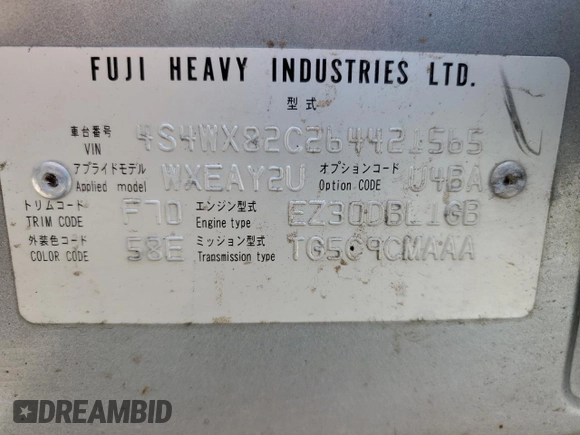 FUJI HEAVY INDUSTRIES LTD.
型式
車台番号 VIN 4S4WX82C264421565
アプライドモデル Applied model WXEAY2U オプションコード Option CODE U4BA
トリムコード TRIM CODE F70 エンジン型式 Engine type EZ30DBL1GB
外装色コード COLOR CODE 58E ミッション型式 Transmission type TG5C9CMAAA
DREAMBID